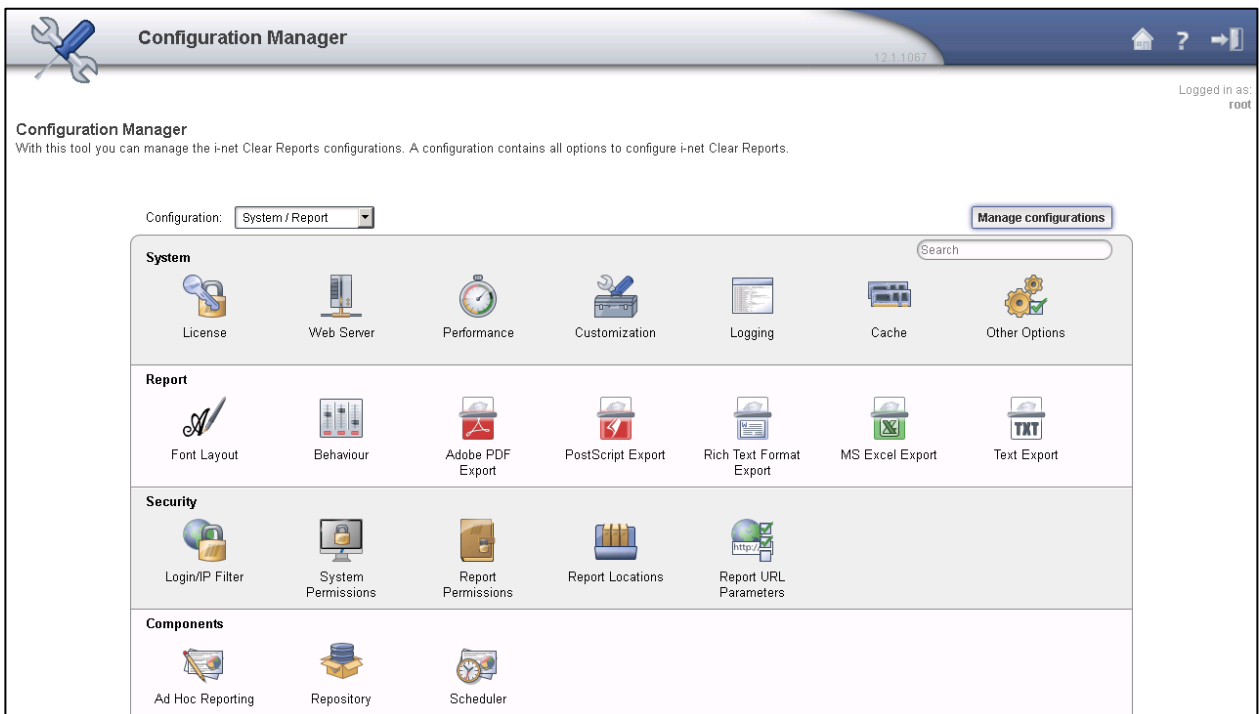 Configuration Manager
12.1.1067
?
Logged in as:
root
Configuration Manager
With this tool you can manage the i-net Clear Reports configurations. A configuration contains all options to configure i-net Clear Reports.
Configuration: System / Report Manage configurations
Search
System
License Web Server Performance Customization Logging Cache Other Options
Report
TXT
Font Layout Behaviour Adobe PDF PostScript Export Rich Text Format MS Excel Export Text Export
Export Export
Security
http://
Login/IP Filter System Report Report Locations Report URL
Permissions Permissions Parameters
Components
Ad Hoc Reporting Repository Scheduler